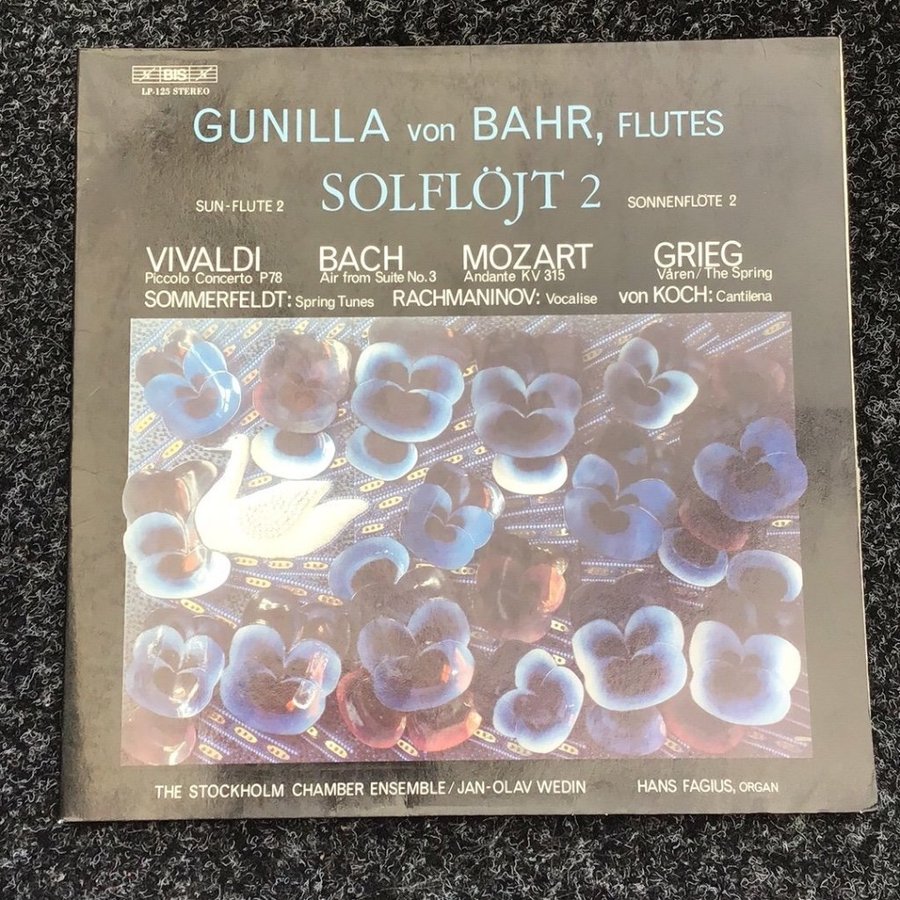 BIS
LP-125 STEREO
GUNILLA von BAHR, FLUTES
SUN-FLUTE 2 SOLFLÖJT 2 SONNENFLÖTE 2
VIVALDI BACH MOZART GRIEG
Piccolo Concerto P78 Air from Suite No.3 Andante KV 315 Våren/The Spring
SOMMERFELDT: Spring Tunes RACHMANINOV: Vocalise von KOCH: Cantilena
THE STOCKHOLM CHAMBER ENSEMBLE/JAN-OLAV WEDIN HANS FAGIUS, ORGAN